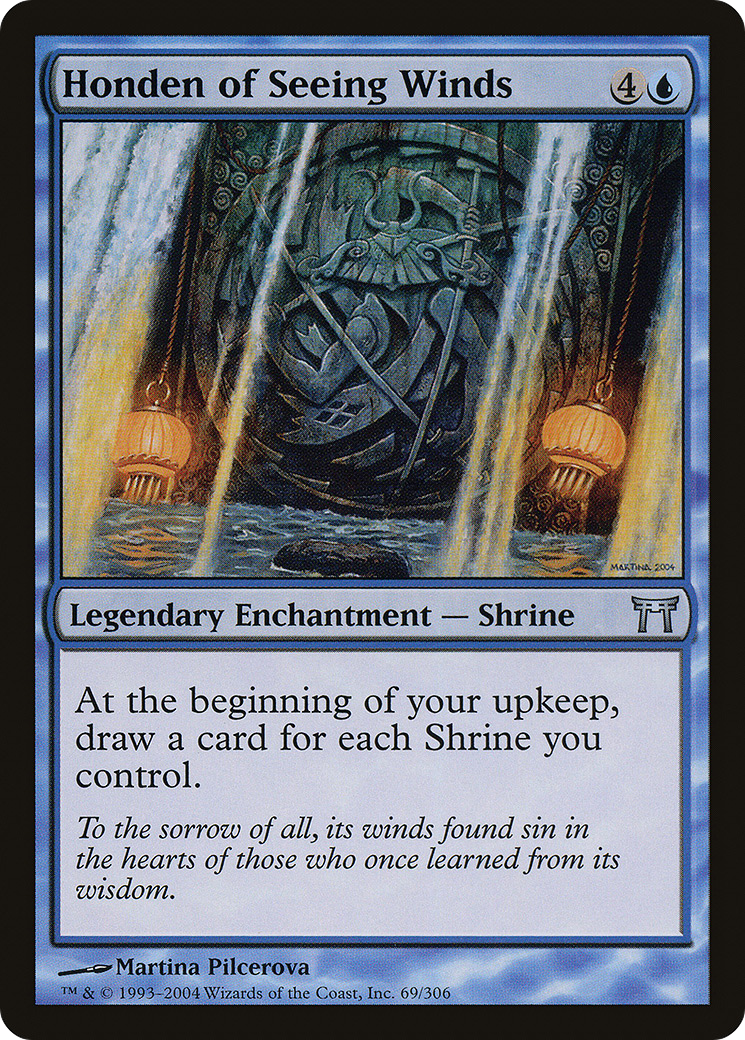 Honden of Seeing Winds
4
MARTINA 2004
Legendary Enchantment — Shrine
At the beginning of your upkeep,
draw a card for each Shrine you
control.
To the sorrow of all, its winds found sin in
the hearts of those who once learned from its
wisdom.
Martina Pilcerova
™ & © 1993–2004 Wizards of the Coast, Inc. 69/306